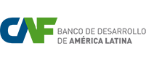 CAF BANCO DE DESARROLLO
DE AMÉRICA LATINA